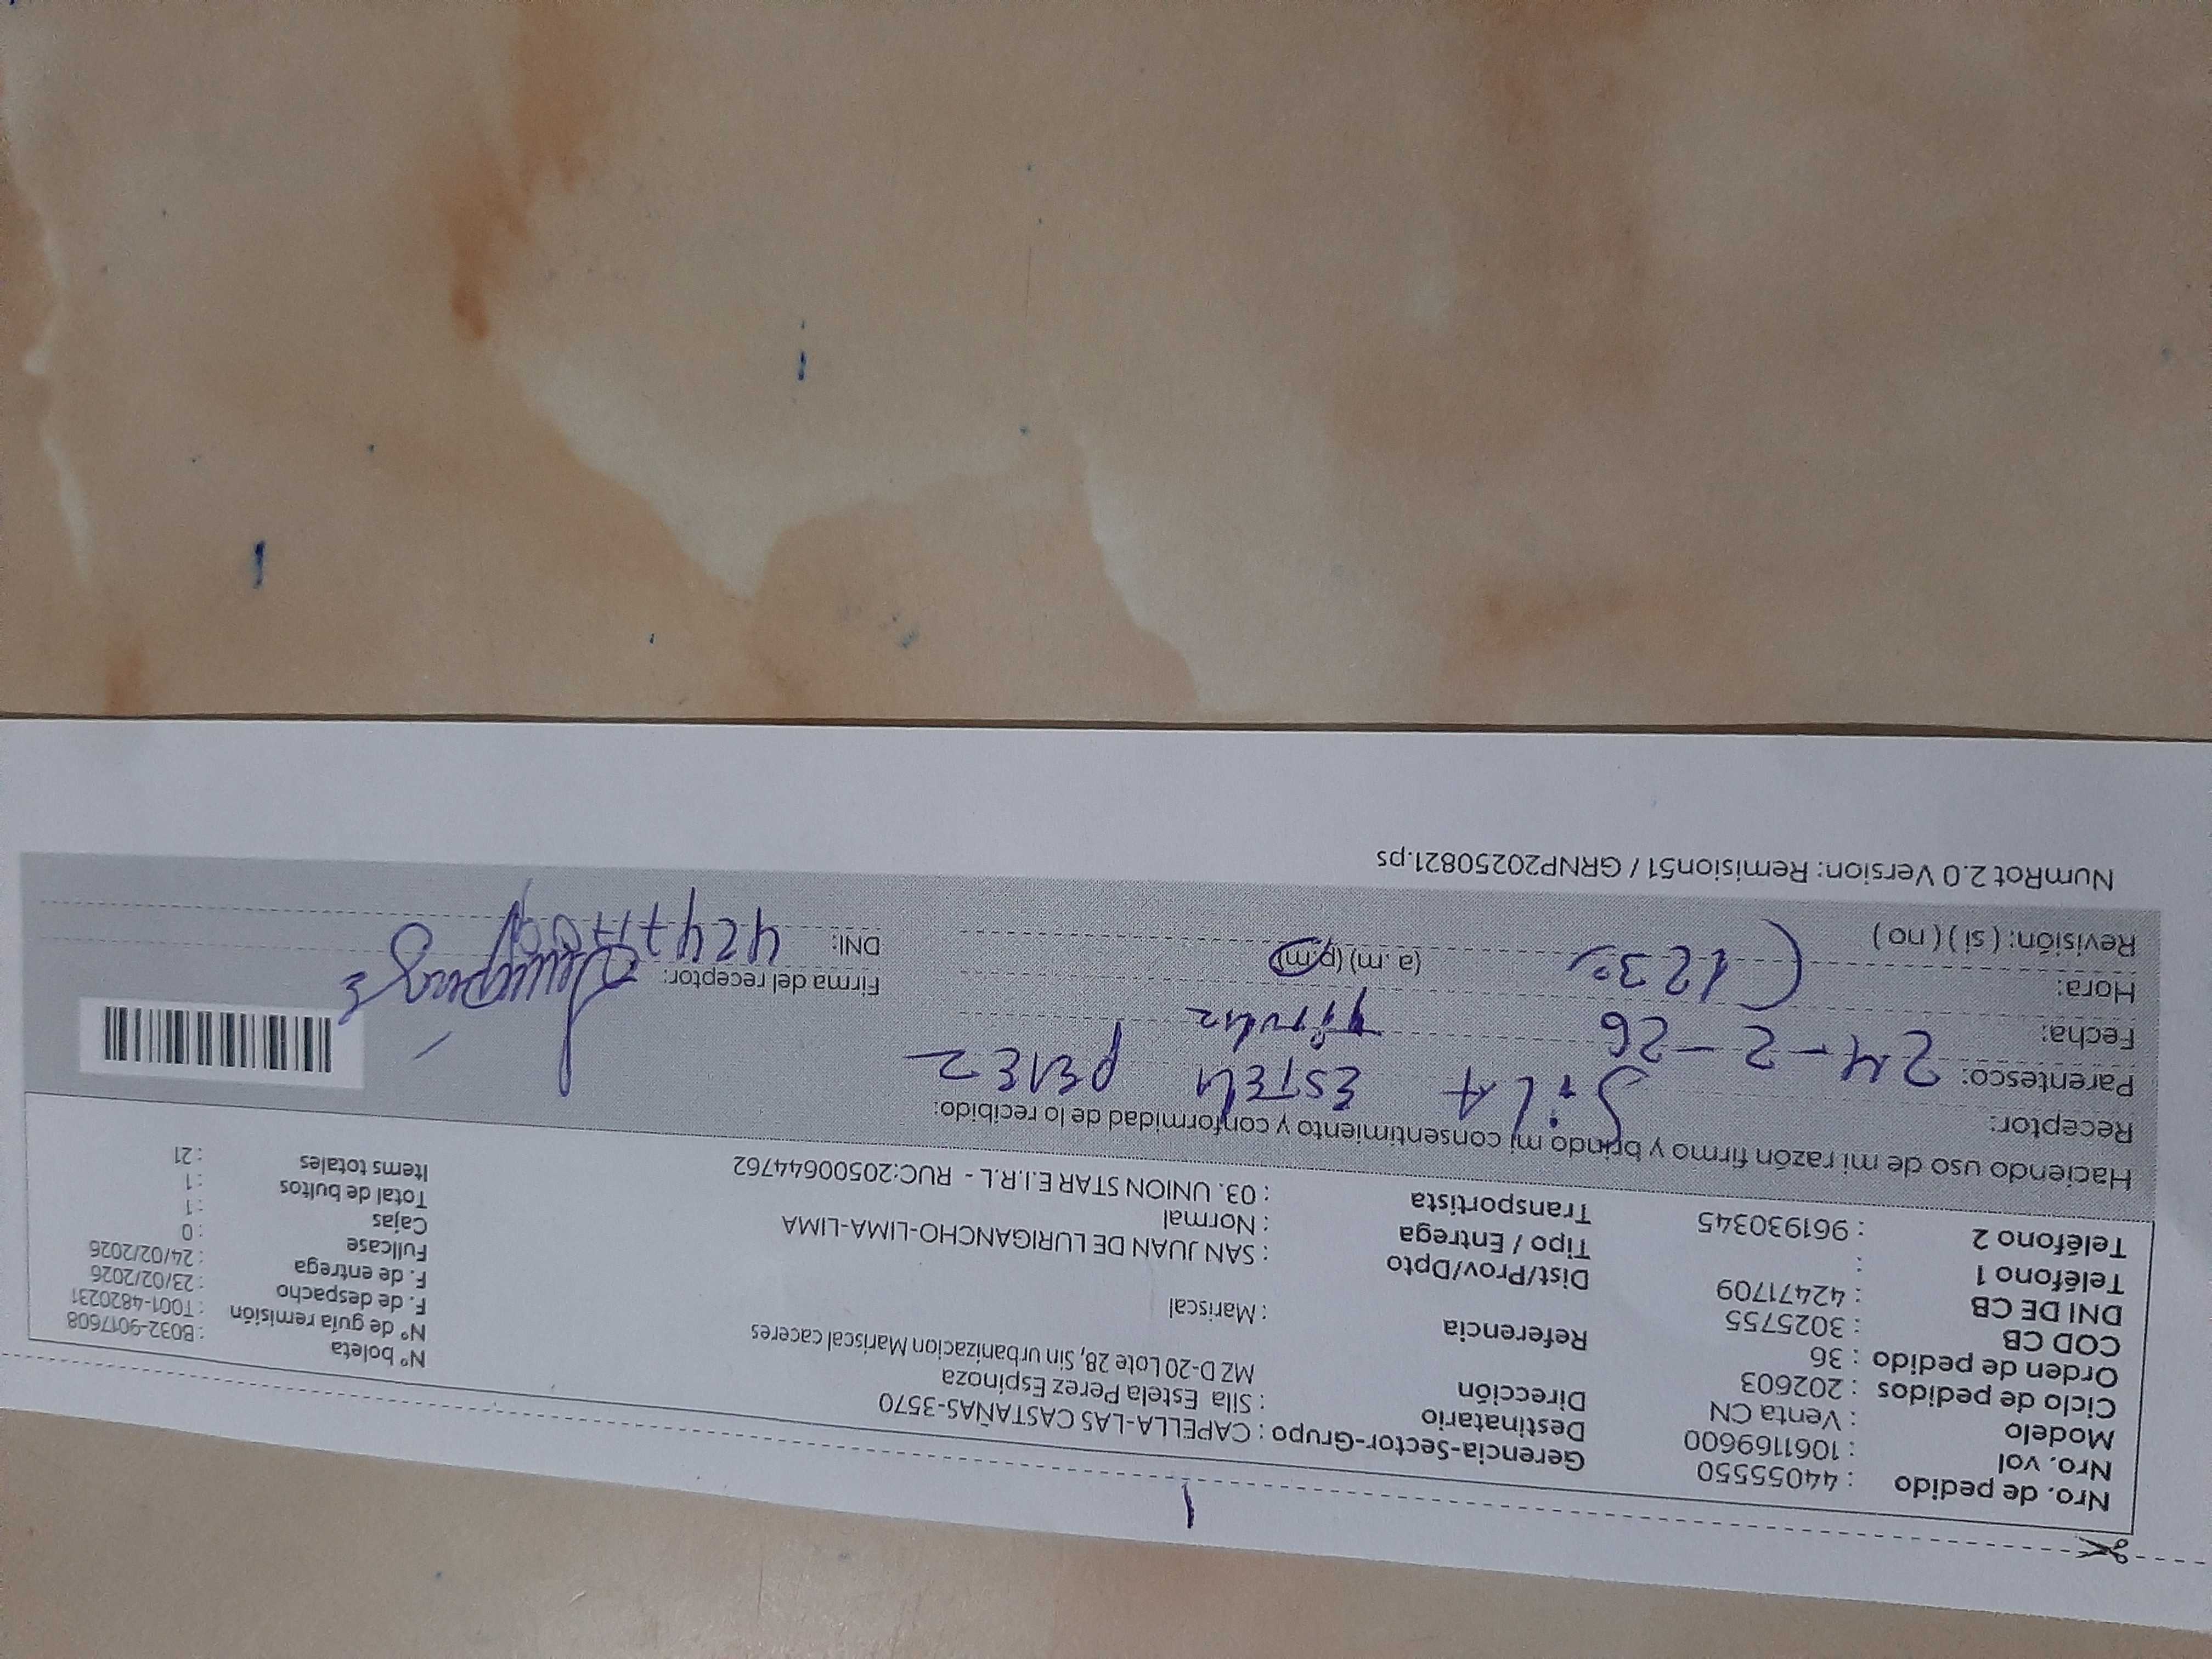 Nro. de pedido : 44055550
Nro. vol : 1061169600
Modelo : Venta CN
Ciclo de pedidos : 202603
Orden de pedido : 36
COD CB : 3025755
DNI DE CB : 42471709
Teléfono 1 :
Teléfono 2 : 961930345
Gerencia-Sector-Grupo : CAPELLA-LAS CASTAÑAS-3570
Destinatario : Sila Estela Perez Espinoza
Dirección MZ D-20 Lote 28, Sin urbanizacion Mariscal caceres
Referencia : Mariscal
Dist/Prov/Dpto : SAN JUAN DE LURIGANCHO-LIMA-LIMA
Tipo / Entrega : Normal
Transportista : 03. UNION STAR E.I.R.L - RUC:20500644762
Nº boleta : B032-9017608
Nº de guía remisión : T001-4820231
F. de despacho : 23/02/2026
F. de entrega : 24/02/2026
Fullcase : 0
Cajas : 1
Total de bultos : 1
Items totales : 21
Haciendo uso de mi razón firmo y brindo mi consentimiento y conformidad de lo recibido:
Receptor: SiLA ESTELA PEREZ
Parentesco:
Fecha: 24-2-26
Hora: 1230 (a.m) (p.m)
Revisión: ( si ) ( no )
Firma del receptor:
DNI:
NumRot 2.0 Version: Remision51 / GRNP20250821.ps